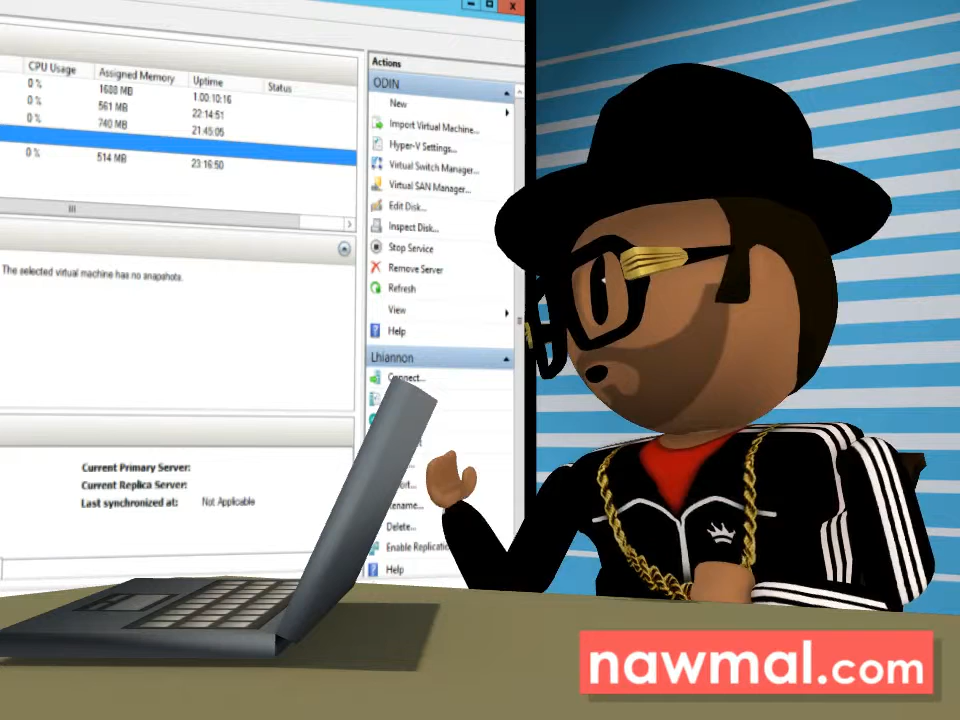 CPU Usage Assigned Memory Uptime Status
0 % 1688 MB 1.00:10:16
0 % 561 MB 22:14:51
0 % 740 MB 21:45:05
0 % 514 MB 23:16:50
The selected virtual machine has no snapshots.
Current Primary Server:
Current Replica Server:
Last synchronized at: Not Applicable
Actions
ODIN
New
Import Virtual Machine...
Hyper-V Settings...
Virtual Switch Manager...
Virtual SAN Manager...
Edit Disk...
Inspect Disk...
Stop Service
Remove Server
Refresh
View
Help
Lhiannon
Connect...
Delete...
Help
nawmal.com